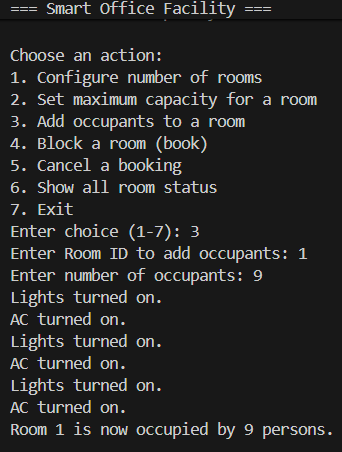 === Smart Office Facility ===
Choose an action:
1. Configure number of rooms
2. Set maximum capacity for a room
3. Add occupants to a room
4. Block a room (book)
5. Cancel a booking
6. Show all room status
7. Exit
Enter choice (1-7): 3
Enter Room ID to add occupants: 1
Enter number of occupants: 9
Lights turned on.
AC turned on.
Lights turned on.
AC turned on.
Lights turned on.
AC turned on.
Room 1 is now occupied by 9 persons.